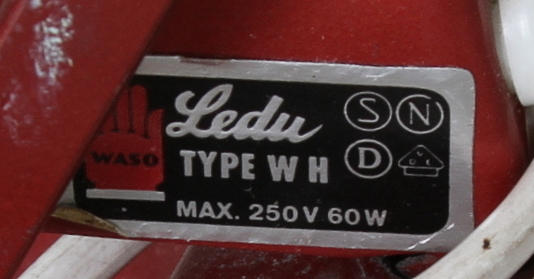 WASO
Ledu
S N
TYPE W H
D
MAX. 250V 60W